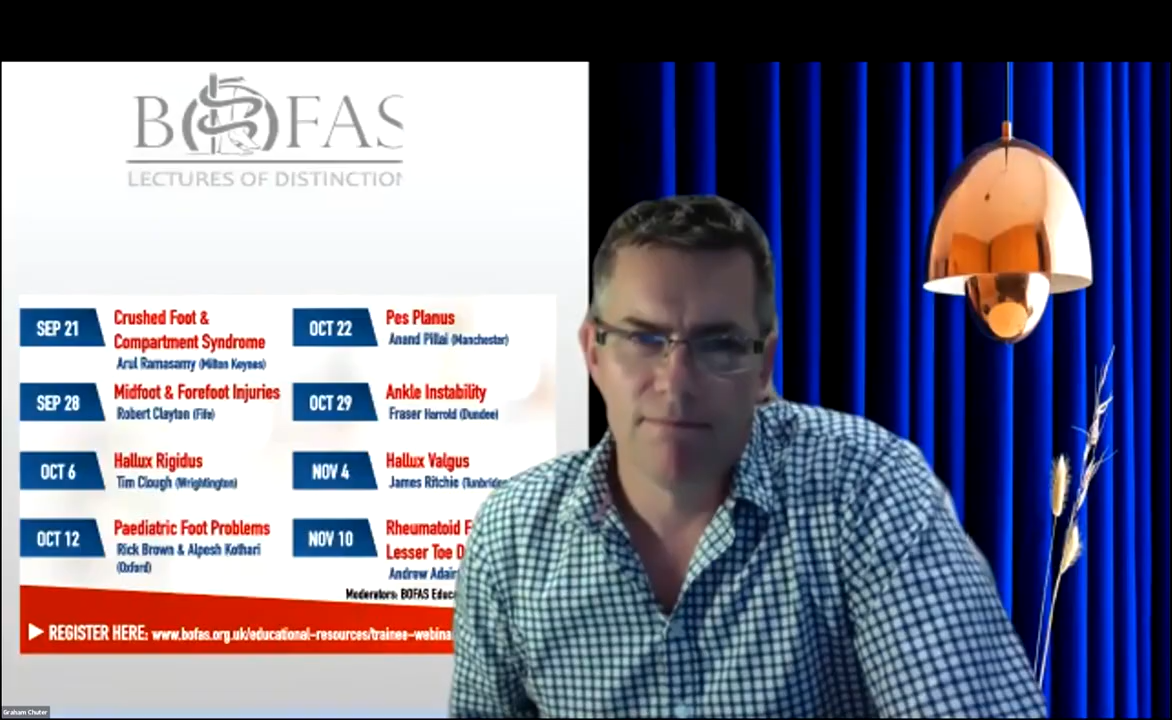 BOFAS
LECTURES OF DISTINCTION
SEP 21
Crushed Foot &
Compartment Syndrome
Arul Ramasamy (Milton Keynes)
SEP 28
Midfoot & Forefoot Injuries
Robert Clayton (Fife)
OCT 6
Hallux Rigidus
Tim Clough (Wrightington)
OCT 12
Paediatric Foot Problems
Rick Brown & Alpesh Kothari
(Oxford)
OCT 22
Pes Planus
Anand Pillai (Manchester)
OCT 29
Ankle Instability
Fraser Harrold (Dundee)
NOV 4
Hallux Valgus
James Ritchie (Tunbridge
NOV 10
Rheumatoid F
Lesser Toe D
Andrew Adair
Moderators: BOFAS Educa
REGISTER HERE: www.bofas.org.uk/educational-resources/trainee-webina
Graham Chuter